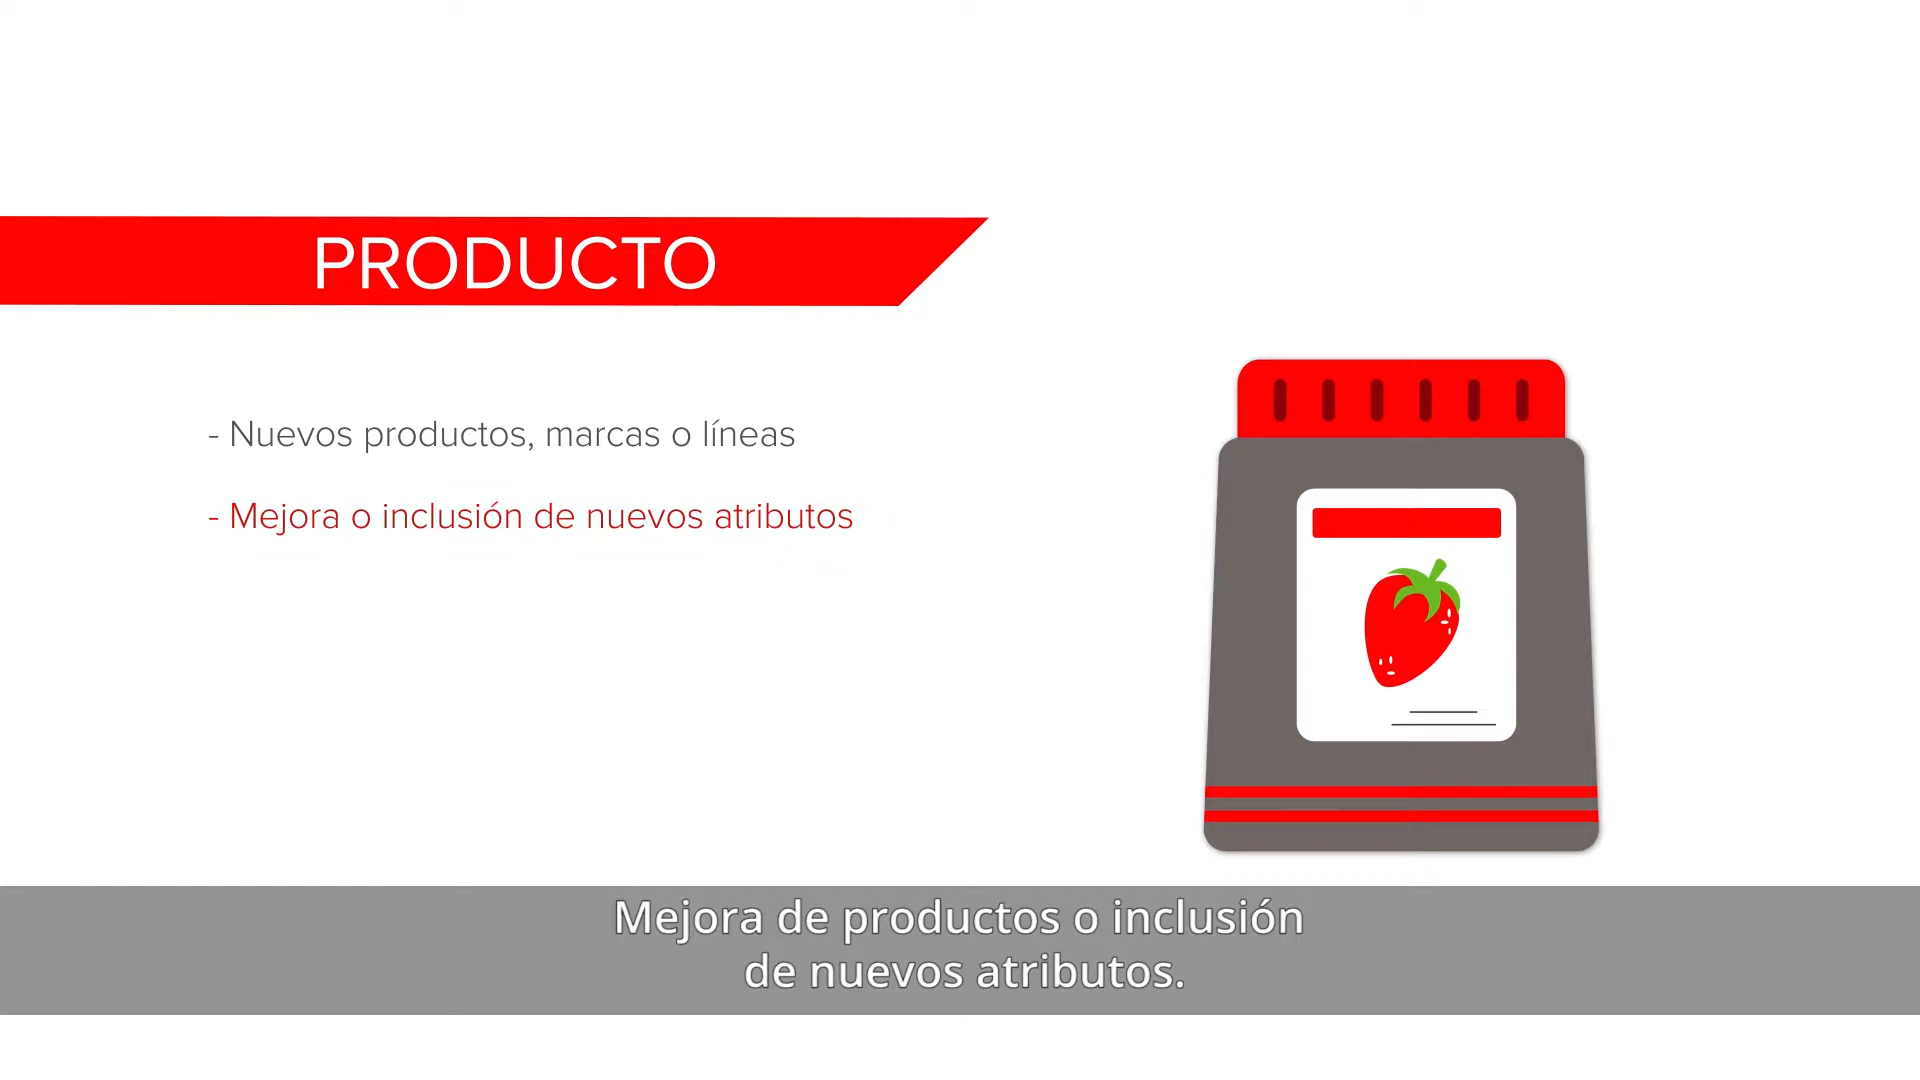 PRODUCTO
- Nuevos productos, marcas o líneas
- Mejora o inclusión de nuevos atributos
Mejora de productos o inclusión
de nuevos atributos.